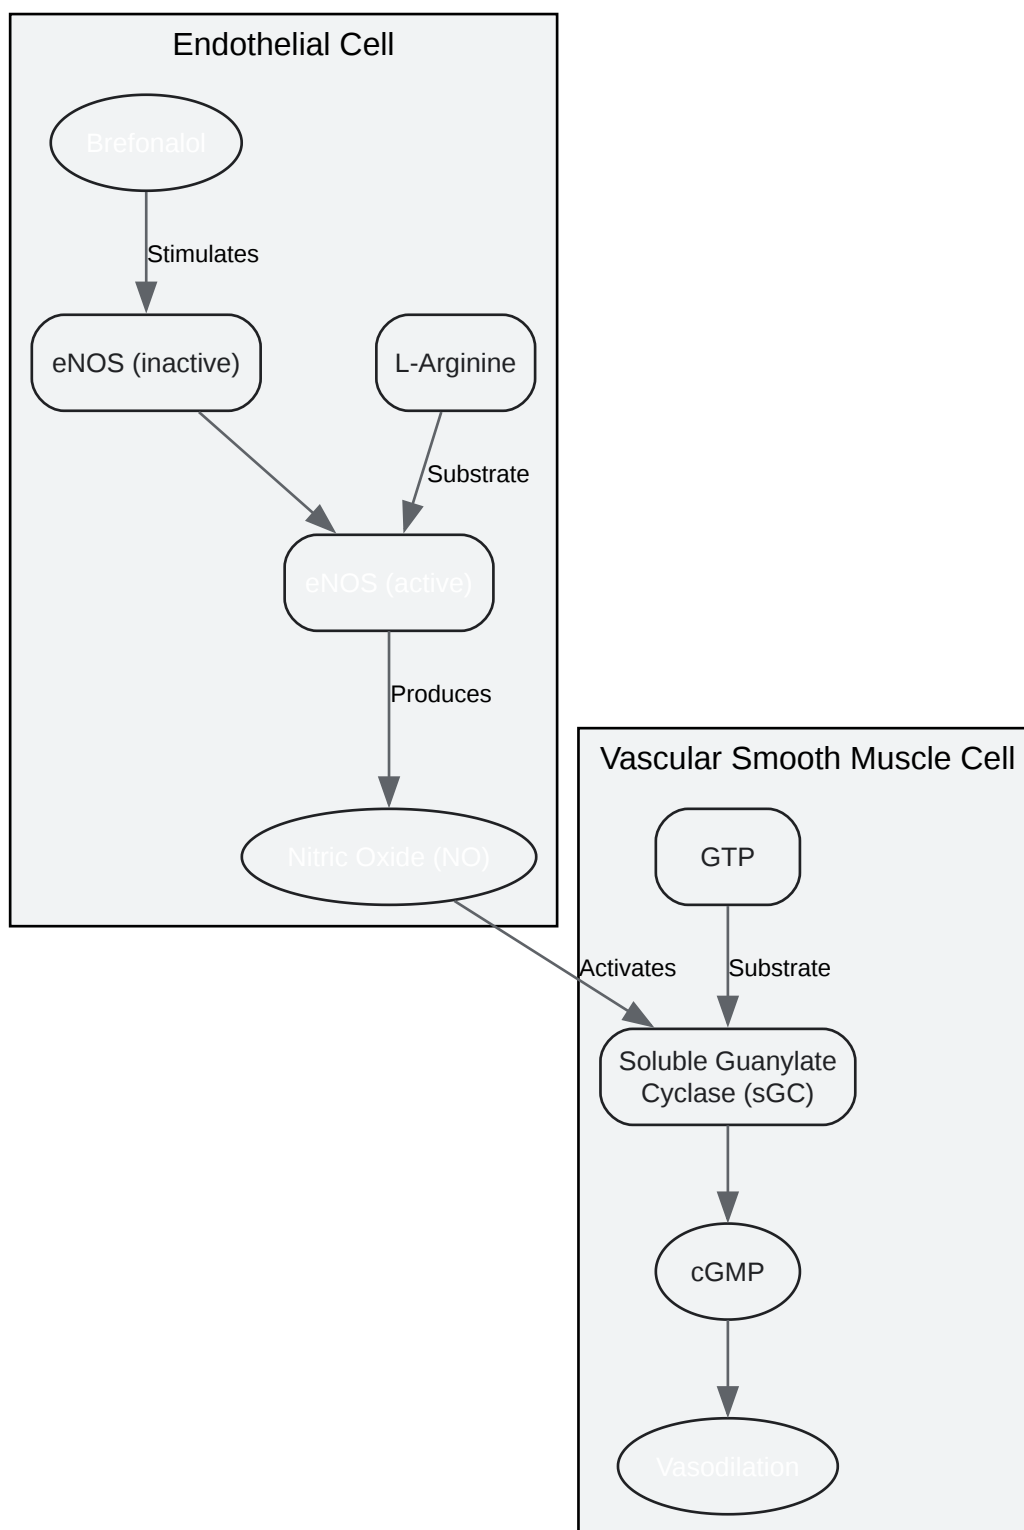 Endothelial Cell
Brefonalol
Stimulates
eNOS (inactive)
L-Arginine
Substrate
eNOS (active)
Produces
Nitric Oxide (NO)
Vascular Smooth Muscle Cell
GTP
Activates
Substrate
Soluble Guanylate
Cyclase (sGC)
cGMP
Vasodilation